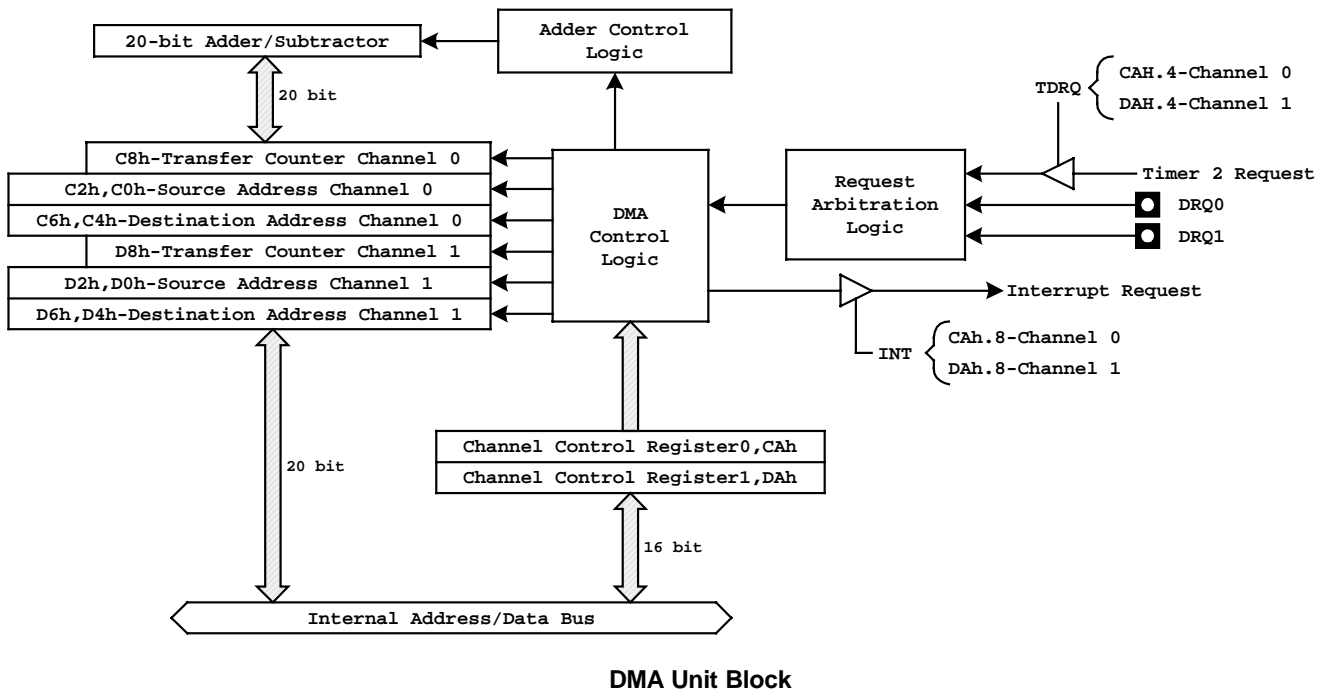 20-bit Adder/Subtractor
Adder Control
Logic
20 bit
TDRQ
CAH.4-Channel 0
DAH.4-Channel 1
C8h-Transfer Counter Channel 0
C2h,C0h-Source Address Channel 0
C6h,C4h-Destination Address Channel 0
D8h-Transfer Counter Channel 1
D2h,D0h-Source Address Channel 1
D6h,D4h-Destination Address Channel 1
DMA
Control
Logic
Request
Arbitration
Logic
Timer 2 Request
DRQ0
DRQ1
Interrupt Request
INT
CAh.8-Channel 0
DAh.8-Channel 1
Channel Control Register0,CAh
Channel Control Register1,DAh
20 bit
16 bit
Internal Address/Data Bus
DMA Unit Block